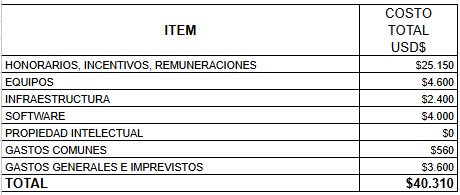 ITEM COSTO
TOTAL
USD$
HONORARIOS, INCENTIVOS, REMUNERACIONES $25.150
EQUIPOS $4.600
INFRAESTRUCTURA $2.400
SOFTWARE $4.000
PROPIEDAD INTELECTUAL $0
GASTOS COMUNES $560
GASTOS GENERALES E IMPREVISTOS $3.600
TOTAL $40.310